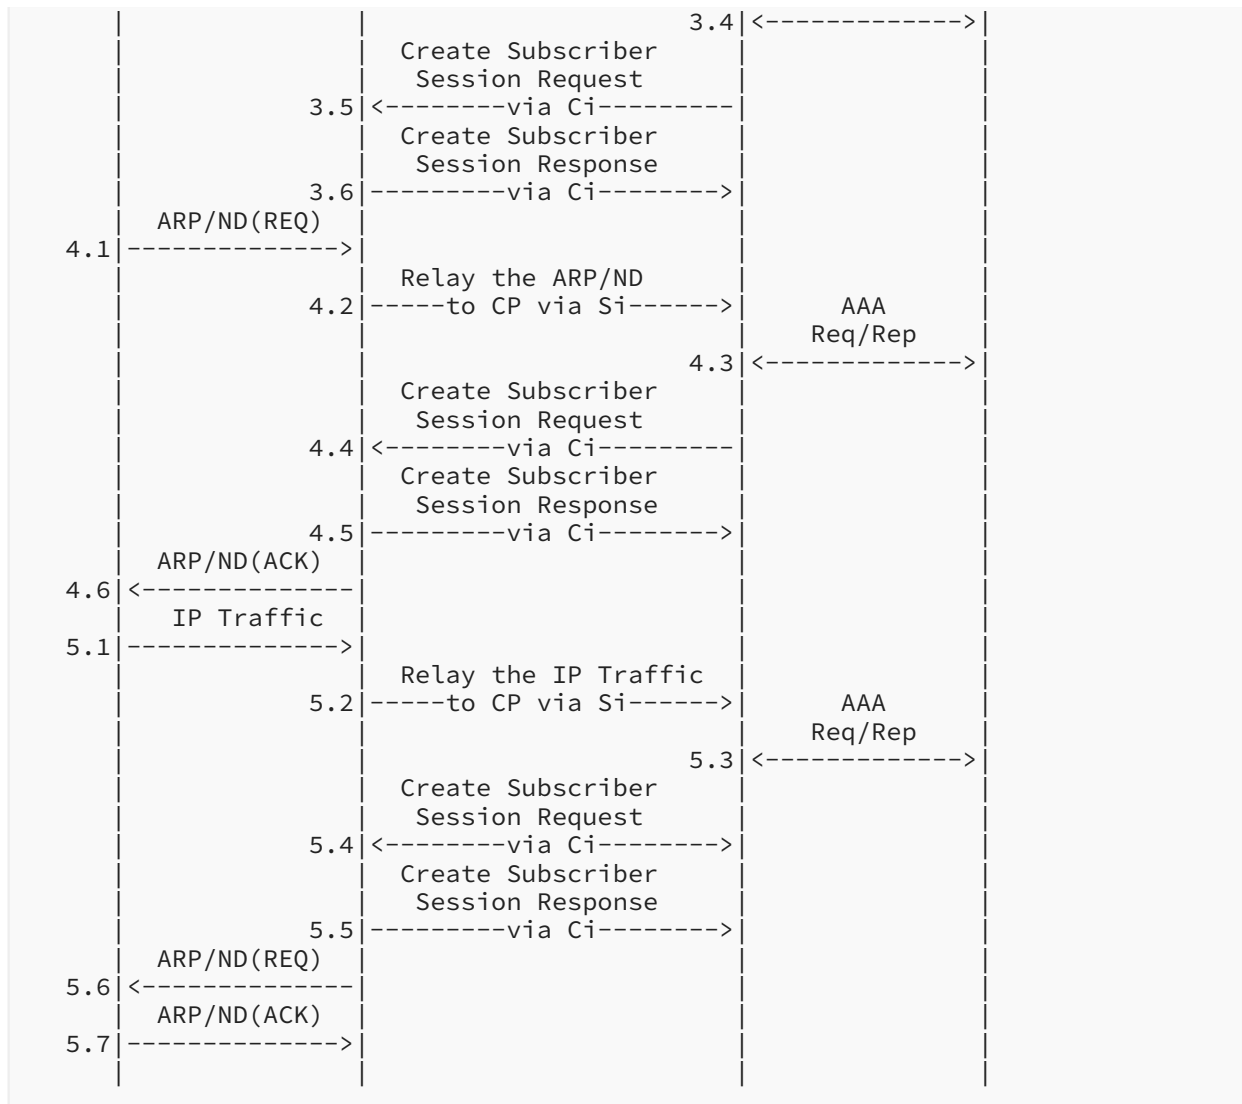 |               |                     3.4|<------------->|
       |               |  Create Subscriber     |               |
       |               |   Session Request      |               |
       |            3.5|<--------via Ci---------|               |
       |               |  Create Subscriber     |               |
       |               |   Session Response     |               |
       |            3.6|---------via Ci-------->|               |
       |  ARP/ND(REQ)  |                        |               |
    4.1|-------------->|                        |               |
       |               |  Relay the ARP/ND      |               |
       |            4.2|-----to CP via Si------>|      AAA      |
       |               |                        |    Req/Rep    |
       |               |                     4.3|<------------->|
       |               |  Create Subscriber     |               |
       |               |   Session Request      |               |
       |            4.4|<--------via Ci---------|               |
       |               |  Create Subscriber     |               |
       |               |   Session Response     |               |
       |            4.5|---------via Ci-------->|               |
       |  ARP/ND(ACK)  |                        |               |
    4.6|<--------------|                        |               |
       |   IP Traffic  |                        |               |
    5.1|-------------->|                        |               |
       |               |  Relay the IP Traffic  |               |
       |            5.2|-----to CP via Si------>|      AAA      |
       |               |                        |    Req/Rep    |
       |               |                     5.3|<------------->|
       |               |  Create Subscriber     |               |
       |               |   Session Request      |               |
       |            5.4|<--------via Ci-------->|               |
       |               |  Create Subscriber     |               |
       |               |   Session Response     |               |
       |            5.5|---------via Ci-------->|               |
       |  ARP/ND(REQ)  |                        |               |
    5.6|<--------------|                        |               |
       |  ARP/ND(ACK)  |                        |               |
    5.7|-------------->|                        |               |
       |               |                        |               |